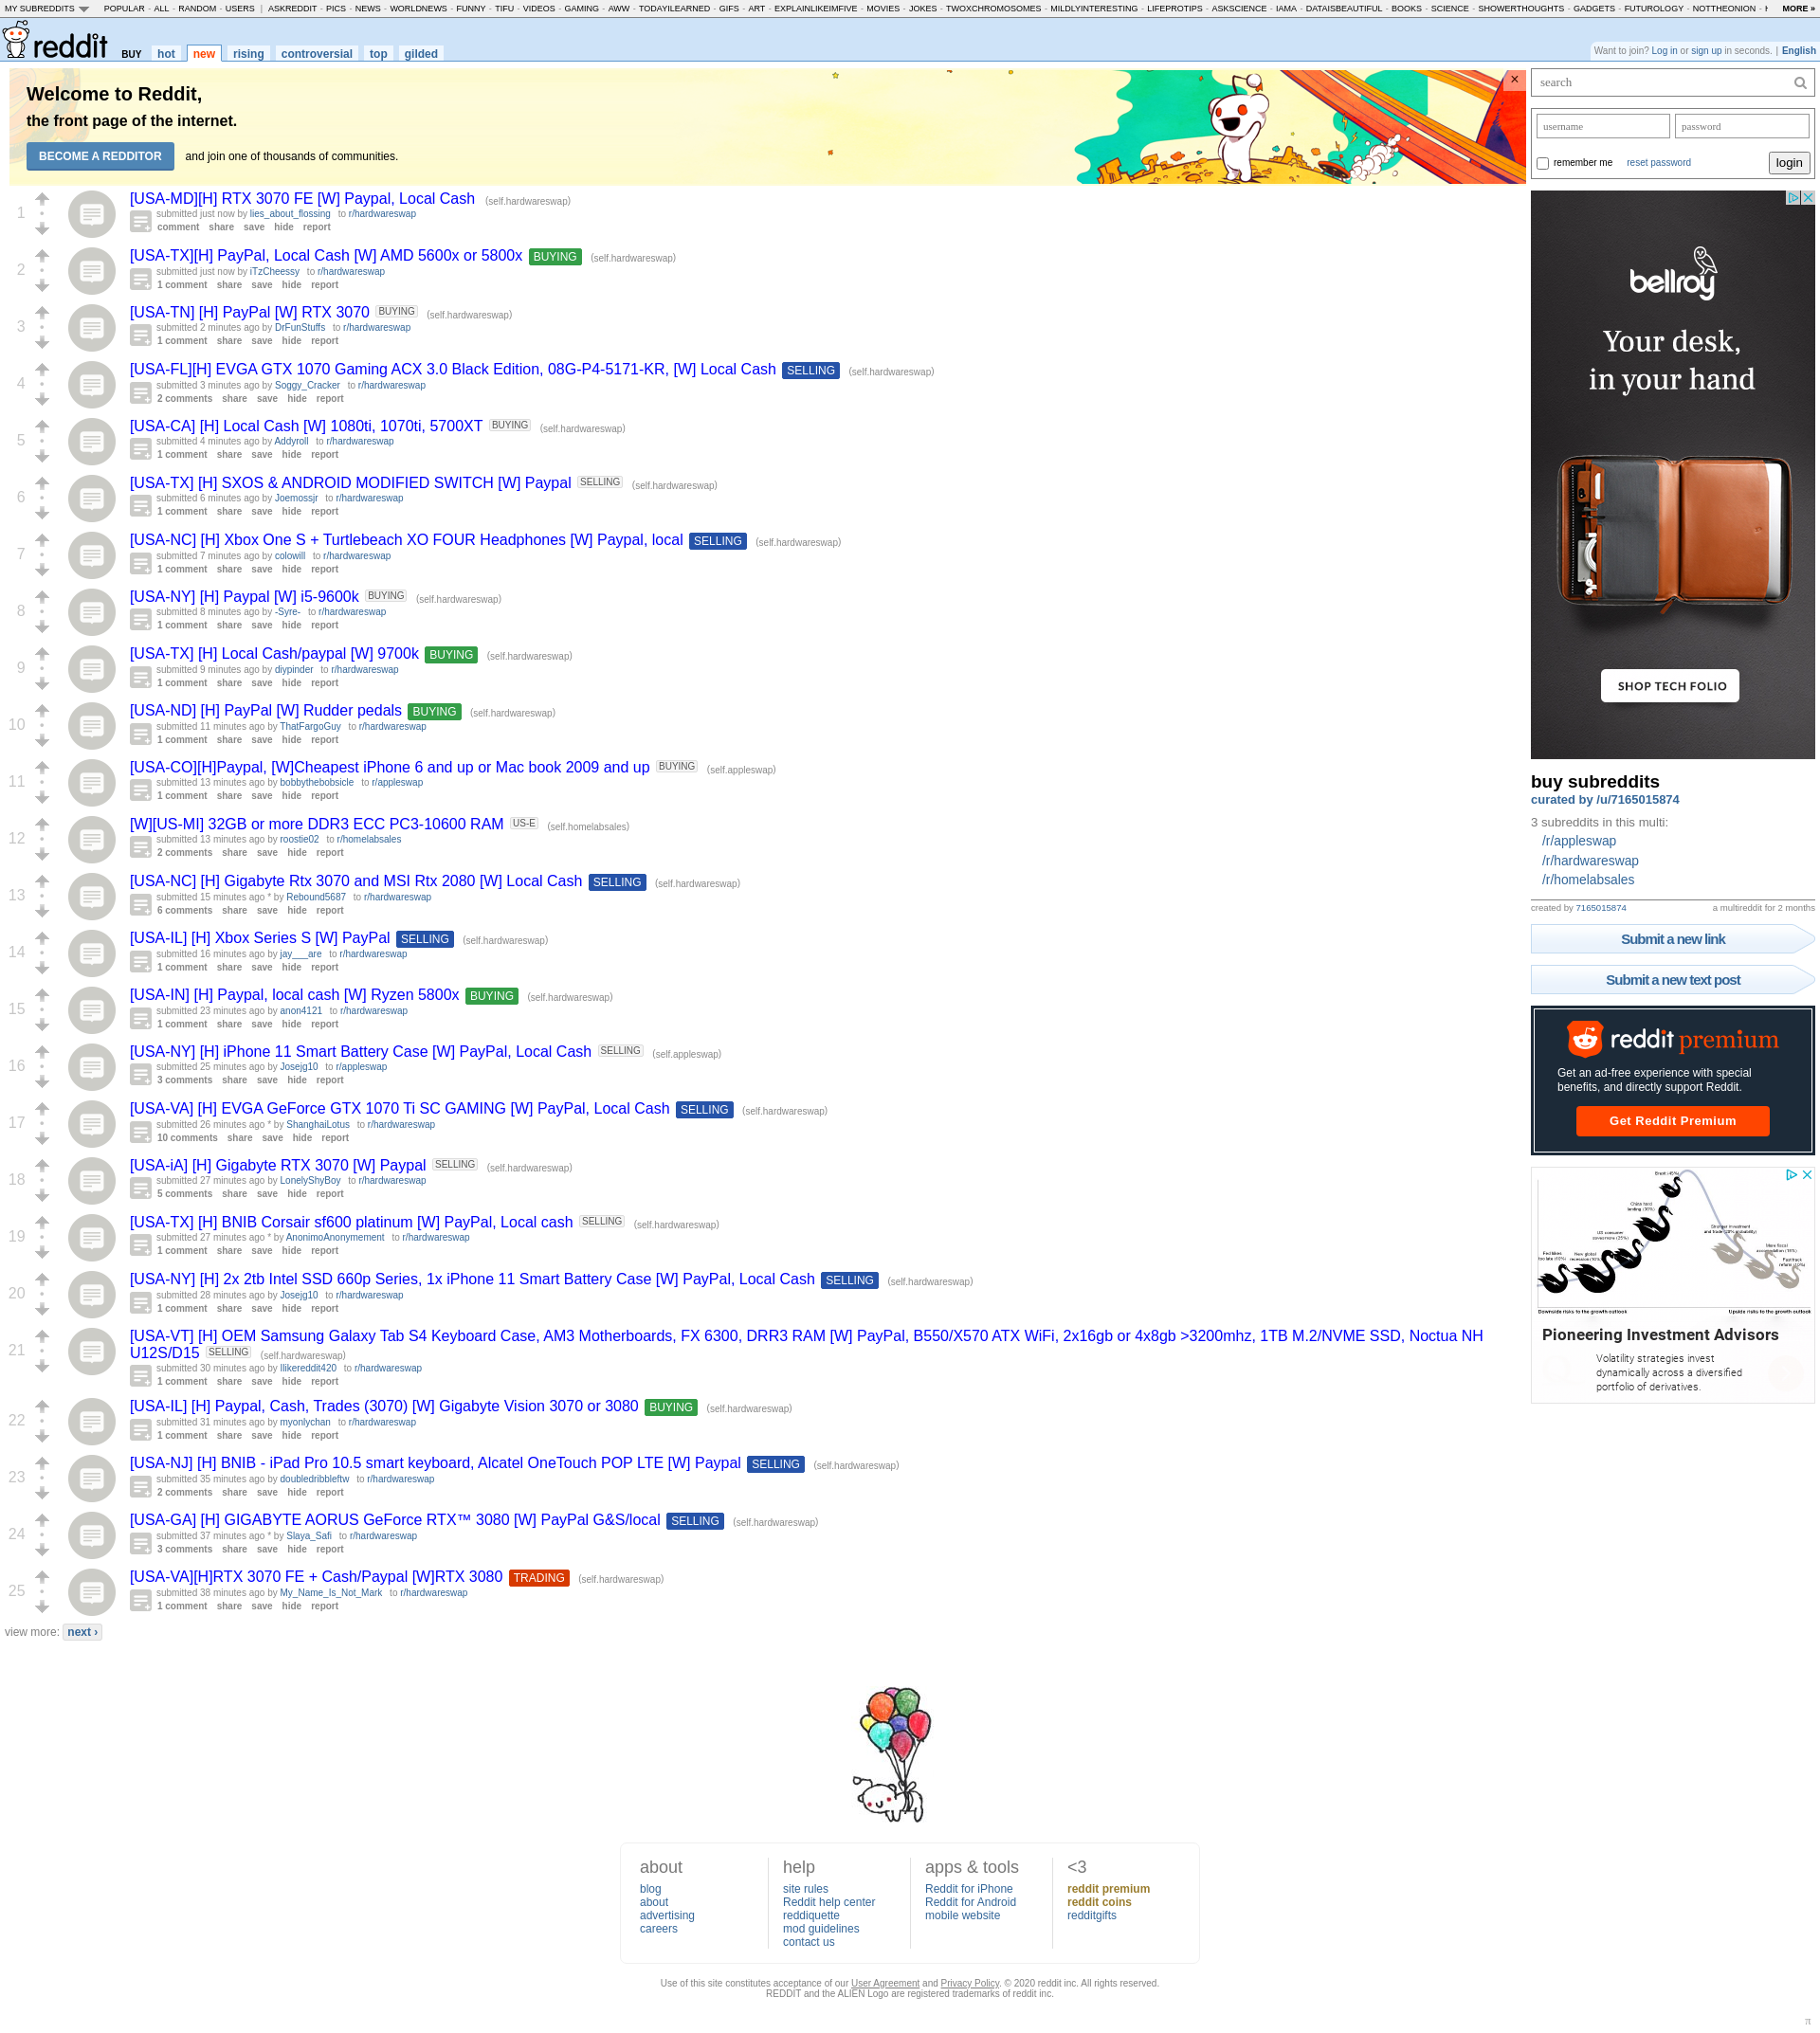 MY SUBREDDITS POPULAR - ALL - RANDOM - USERS | ASKREDDIT - PICS - NEWS - WORLDNEWS - FUNNY - TIFU - VIDEOS - GAMING - AWW - TODAYILEARNED - GIFS - ART - EXPLAINLIKEIMFIVE - MOVIES - JOKES - TWOXCHROMOSOMES - MILDLYINTERESTING - LIFEPROTIPS - ASKSCIENCE - IAMA - DATAISBEAUTIFUL - BOOKS - SCIENCE - SHOWERTHOUGHTS - GADGETS - FUTUROLOGY - NOTTHEONION - MORE »
reddit BUY hot new rising controversial top gilded
Want to join? Log in or sign up in seconds. | English
Welcome to Reddit,
the front page of the internet.
BECOME A REDDITOR and join one of thousands of communities.
×
1
[USA-MD][H] RTX 3070 FE [W] Paypal, Local Cash (self.hardwareswap)
submitted just now by lies_about_flossing to r/hardwareswap
comment share save hide report
2
[USA-TX][H] PayPal, Local Cash [W] AMD 5600x or 5800x BUYING (self.hardwareswap)
submitted just now by iTzCheessy to r/hardwareswap
1 comment share save hide report
3
[USA-TN] [H] PayPal [W] RTX 3070 BUYING (self.hardwareswap)
submitted 2 minutes ago by DrFunStuffs to r/hardwareswap
1 comment share save hide report
4
[USA-FL][H] EVGA GTX 1070 Gaming ACX 3.0 Black Edition, 08G-P4-5171-KR, [W] Local Cash SELLING (self.hardwareswap)
submitted 3 minutes ago by Soggy_Cracker to r/hardwareswap
2 comments share save hide report
5
[USA-CA] [H] Local Cash [W] 1080ti, 1070ti, 5700XT BUYING (self.hardwareswap)
submitted 4 minutes ago by Addyroll to r/hardwareswap
1 comment share save hide report
6
[USA-TX] [H] SXOS & ANDROID MODIFIED SWITCH [W] Paypal SELLING (self.hardwareswap)
submitted 6 minutes ago by Joemossjr to r/hardwareswap
1 comment share save hide report
7
[USA-NC] [H] Xbox One S + Turtlebeach XO FOUR Headphones [W] Paypal, local SELLING (self.hardwareswap)
submitted 7 minutes ago by colowill to r/hardwareswap
1 comment share save hide report
8
[USA-NY] [H] Paypal [W] i5-9600k BUYING (self.hardwareswap)
submitted 8 minutes ago by -Syre- to r/hardwareswap
1 comment share save hide report
9
[USA-TX] [H] Local Cash/paypal [W] 9700k BUYING (self.hardwareswap)
submitted 9 minutes ago by diypinder to r/hardwareswap
1 comment share save hide report
10
[USA-ND] [H] PayPal [W] Rudder pedals BUYING (self.hardwareswap)
submitted 11 minutes ago by ThatFargoGuy to r/hardwareswap
1 comment share save hide report
11
[USA-CO][H]Paypal, [W]Cheapest iPhone 6 and up or Mac book 2009 and up BUYING (self.appleswap)
submitted 13 minutes ago by bobbythebobsicle to r/appleswap
1 comment share save hide report
12
[W][US-MI] 32GB or more DDR3 ECC PC3-10600 RAM US-E (self.homelabsales)
submitted 13 minutes ago by roostie02 to r/homelabsales
2 comments share save hide report
13
[USA-NC] [H] Gigabyte Rtx 3070 and MSI Rtx 2080 [W] Local Cash SELLING (self.hardwareswap)
submitted 15 minutes ago * by Rebound5687 to r/hardwareswap
6 comments share save hide report
14
[USA-IL] [H] Xbox Series S [W] PayPal SELLING (self.hardwareswap)
submitted 16 minutes ago by jay___are to r/hardwareswap
1 comment share save hide report
15
[USA-IN] [H] Paypal, local cash [W] Ryzen 5800x BUYING (self.hardwareswap)
submitted 23 minutes ago by anon4121 to r/hardwareswap
1 comment share save hide report
16
[USA-NY] [H] iPhone 11 Smart Battery Case [W] PayPal, Local Cash SELLING (self.appleswap)
submitted 25 minutes ago by Josejg10 to r/appleswap
3 comments share save hide report
17
[USA-VA] [H] EVGA GeForce GTX 1070 Ti SC GAMING [W] PayPal, Local Cash SELLING (self.hardwareswap)
submitted 26 minutes ago * by ShanghaiLotus to r/hardwareswap
10 comments share save hide report
18
[USA-iA] [H] Gigabyte RTX 3070 [W] Paypal SELLING (self.hardwareswap)
submitted 27 minutes ago by LonelyShyBoy to r/hardwareswap
5 comments share save hide report
19
[USA-TX] [H] BNIB Corsair sf600 platinum [W] PayPal, Local cash SELLING (self.hardwareswap)
submitted 27 minutes ago * by AnonimoAnonymement to r/hardwareswap
1 comment share save hide report
20
[USA-NY] [H] 2x 2tb Intel SSD 660p Series, 1x iPhone 11 Smart Battery Case [W] PayPal, Local Cash SELLING (self.hardwareswap)
submitted 28 minutes ago by Josejg10 to r/hardwareswap
1 comment share save hide report
21
[USA-VT] [H] OEM Samsung Galaxy Tab S4 Keyboard Case, AM3 Motherboards, FX 6300, DRR3 RAM [W] PayPal, B550/X570 ATX WiFi, 2x16gb or 4x8gb >3200mhz, 1TB M.2/NVME SSD, Noctua NH
U12S/D15 SELLING (self.hardwareswap)
submitted 30 minutes ago by Ilikereddit420 to r/hardwareswap
1 comment share save hide report
22
[USA-IL] [H] Paypal, Cash, Trades (3070) [W] Gigabyte Vision 3070 or 3080 BUYING (self.hardwareswap)
submitted 31 minutes ago by myonlychan to r/hardwareswap
1 comment share save hide report
23
[USA-NJ] [H] BNIB - iPad Pro 10.5 smart keyboard, Alcatel OneTouch POP LTE [W] Paypal SELLING (self.hardwareswap)
submitted 35 minutes ago by doubledribbleftw to r/hardwareswap
2 comments share save hide report
24
[USA-GA] [H] GIGABYTE AORUS GeForce RTX™ 3080 [W] PayPal G&S/local SELLING (self.hardwareswap)
submitted 37 minutes ago * by Slaya_Safi to r/hardwareswap
3 comments share save hide report
25
[USA-VA][H]RTX 3070 FE + Cash/Paypal [W]RTX 3080 TRADING (self.hardwareswap)
submitted 38 minutes ago by My_Name_Is_Not_Mark to r/hardwareswap
1 comment share save hide report
view more: next ›
search
username password
remember me reset password login
bellroy
Your desk,
in your hand
SHOP TECH FOLIO
buy subreddits
curated by /u/7165015874
3 subreddits in this multi:
/r/appleswap
/r/hardwareswap
/r/homelabsales
created by 7165015874 a multireddit for 2 months
Submit a new link
Submit a new text post
reddit premium
Get an ad-free experience with special
benefits, and directly support Reddit.
Get Reddit Premium
Downside risks to the growth outlook Upside risks to the growth outlook
Pioneering Investment Advisors
Volatility strategies invest
dynamically across a diversified
portfolio of derivatives.
about
blog
about
advertising
careers
help
site rules
Reddit help center
reddiquette
mod guidelines
contact us
apps & tools
Reddit for iPhone
Reddit for Android
mobile website
<3
reddit premium
reddit coins
redditgifts
Use of this site constitutes acceptance of our User Agreement and Privacy Policy. © 2020 reddit inc. All rights reserved.
REDDIT and the ALIEN Logo are registered trademarks of reddit inc.
π